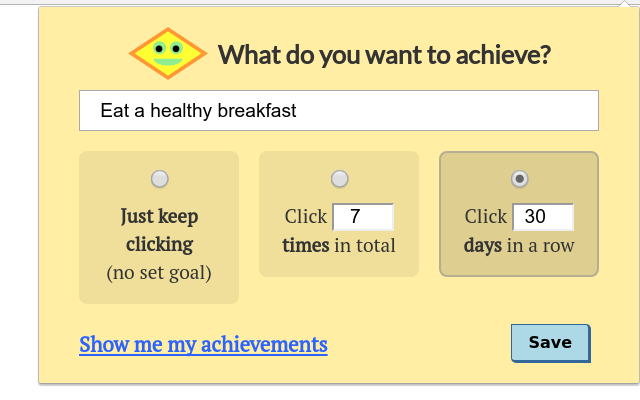 What do you want to achieve?
Eat a healthy breakfast
Just keep
clicking
(no set goal)
Click 7
times in total
Click 30
days in a row
Show me my achievements
Save